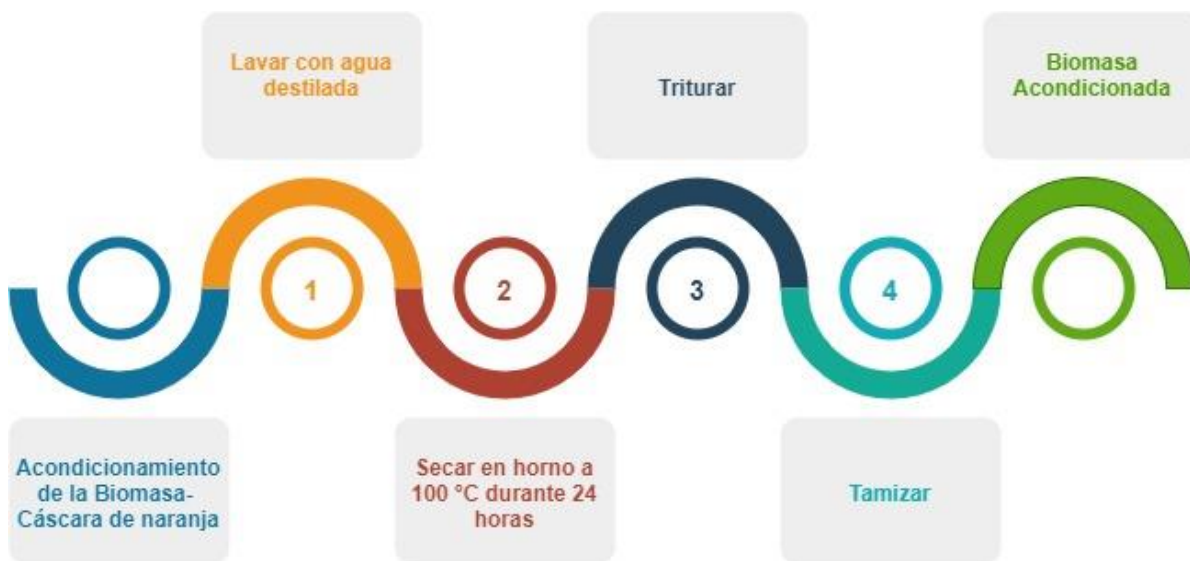 Acondicionamiento
de la Biomasa-
Cáscara de naranja
Lavar con agua
destilada
1
2
Secar en horno a
100 °C durante 24
horas
Triturar
3
4
Tamizar
Biomasa
Acondicionada